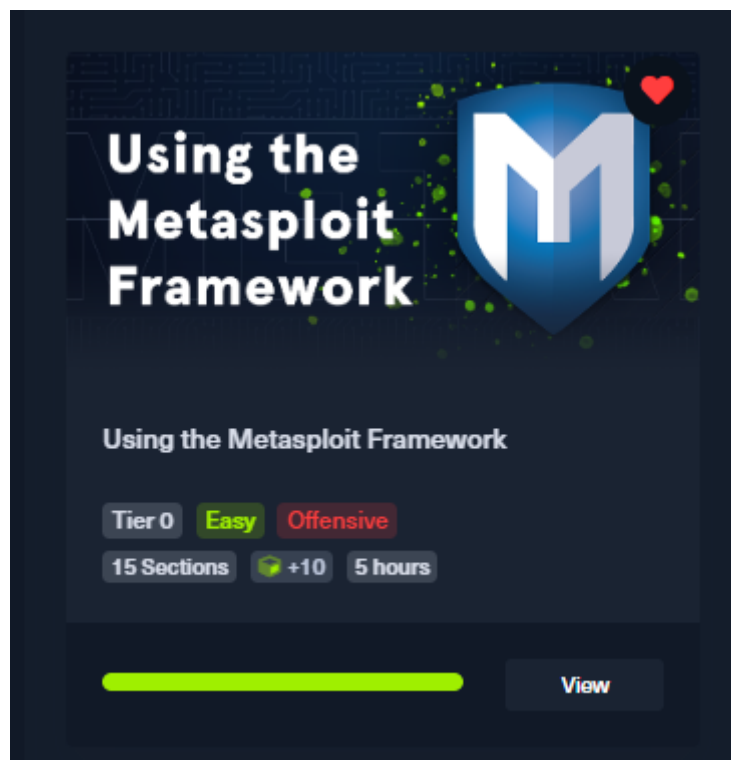 Using the
Metasploit
Framework
Using the Metasploit Framework
Tier 0 Easy Offensive
15 Sections +10 5 hours
View